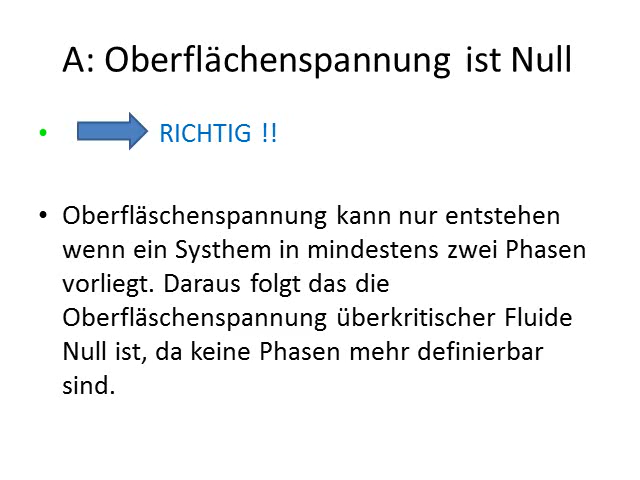 A: Oberflächenspannung ist Null
• RICHTIG !!
• Oberfläschenspannung kann nur entstehen
wenn ein Systhem in mindestens zwei Phasen
vorliegt. Daraus folgt das die
Oberfläschenspannung überkritischer Fluide
Null ist, da keine Phasen mehr definierbar
sind.